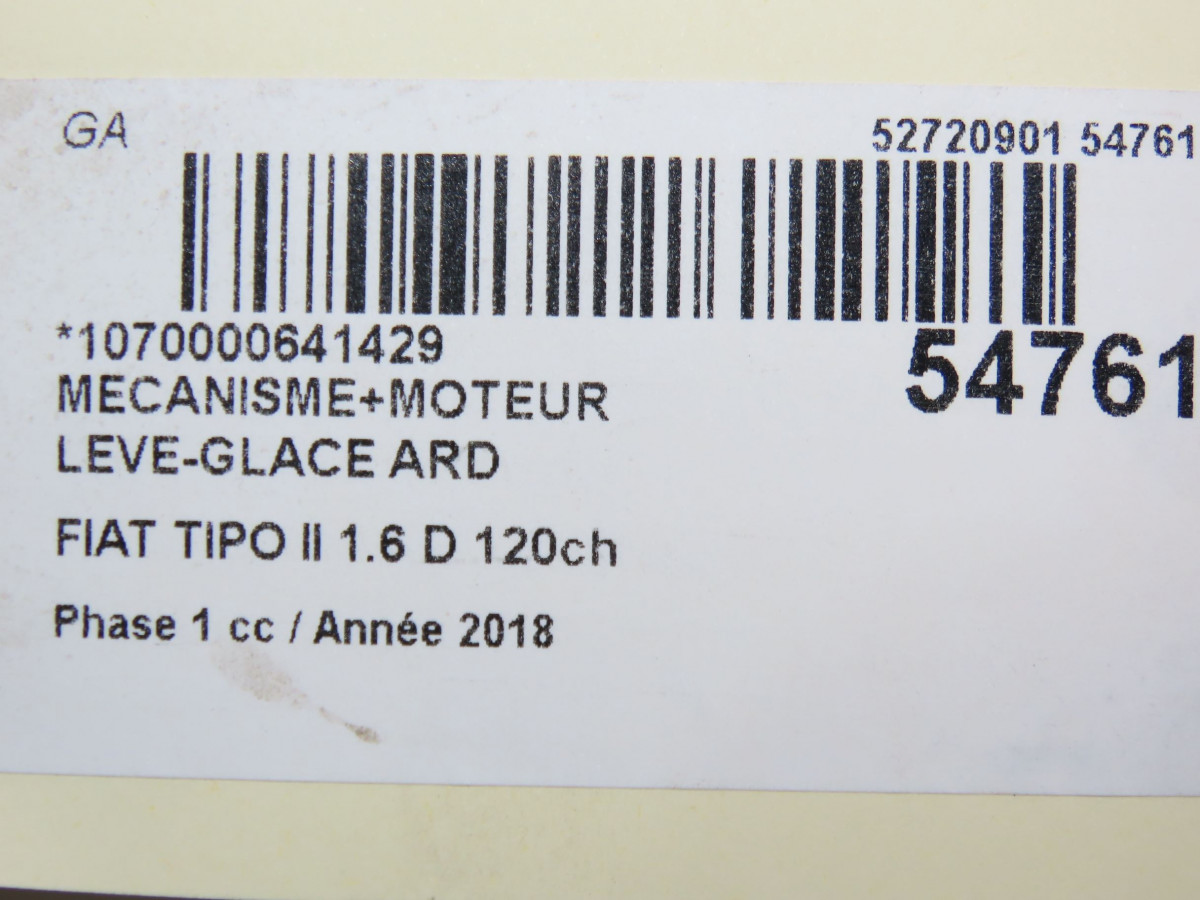 GA
52720901 54761
*1070000641429
54761
MECANISME+MOTEUR
LEVE-GLACE ARD
FIAT TIPO II 1.6 D 120ch
Phase 1 cc / Année 2018